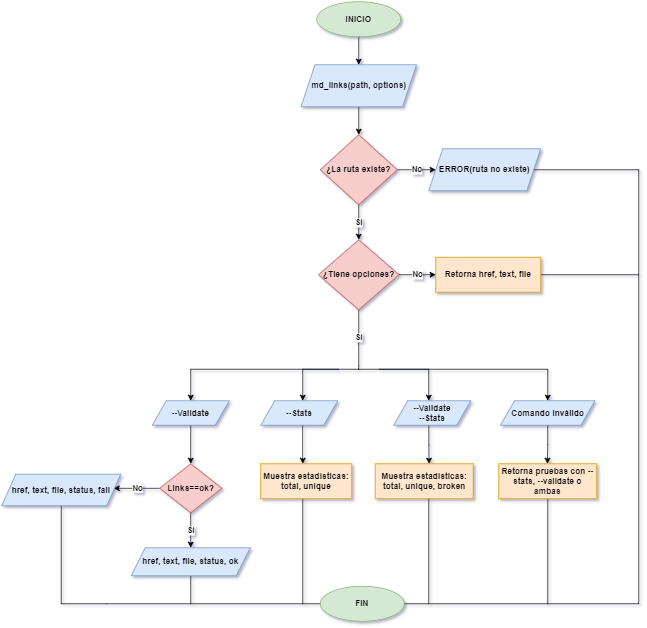 INICIO
md_links(path, options)
¿La ruta existe?
No
ERROR(ruta no existe)
Si
¿Tiene opciones?
No
Retorna href, text, file
Si
--Validate
--Stats
--Validate
--Stats
Comando inválido
href, text, file, status, fail
No
Links==ok?
Muestra estadísticas:
total, unique
Muestra estadísticas:
total, unique, broken
Retorna pruebas con --
stats, --validate o
ambas
Si
href, text, file, status, ok
FIN